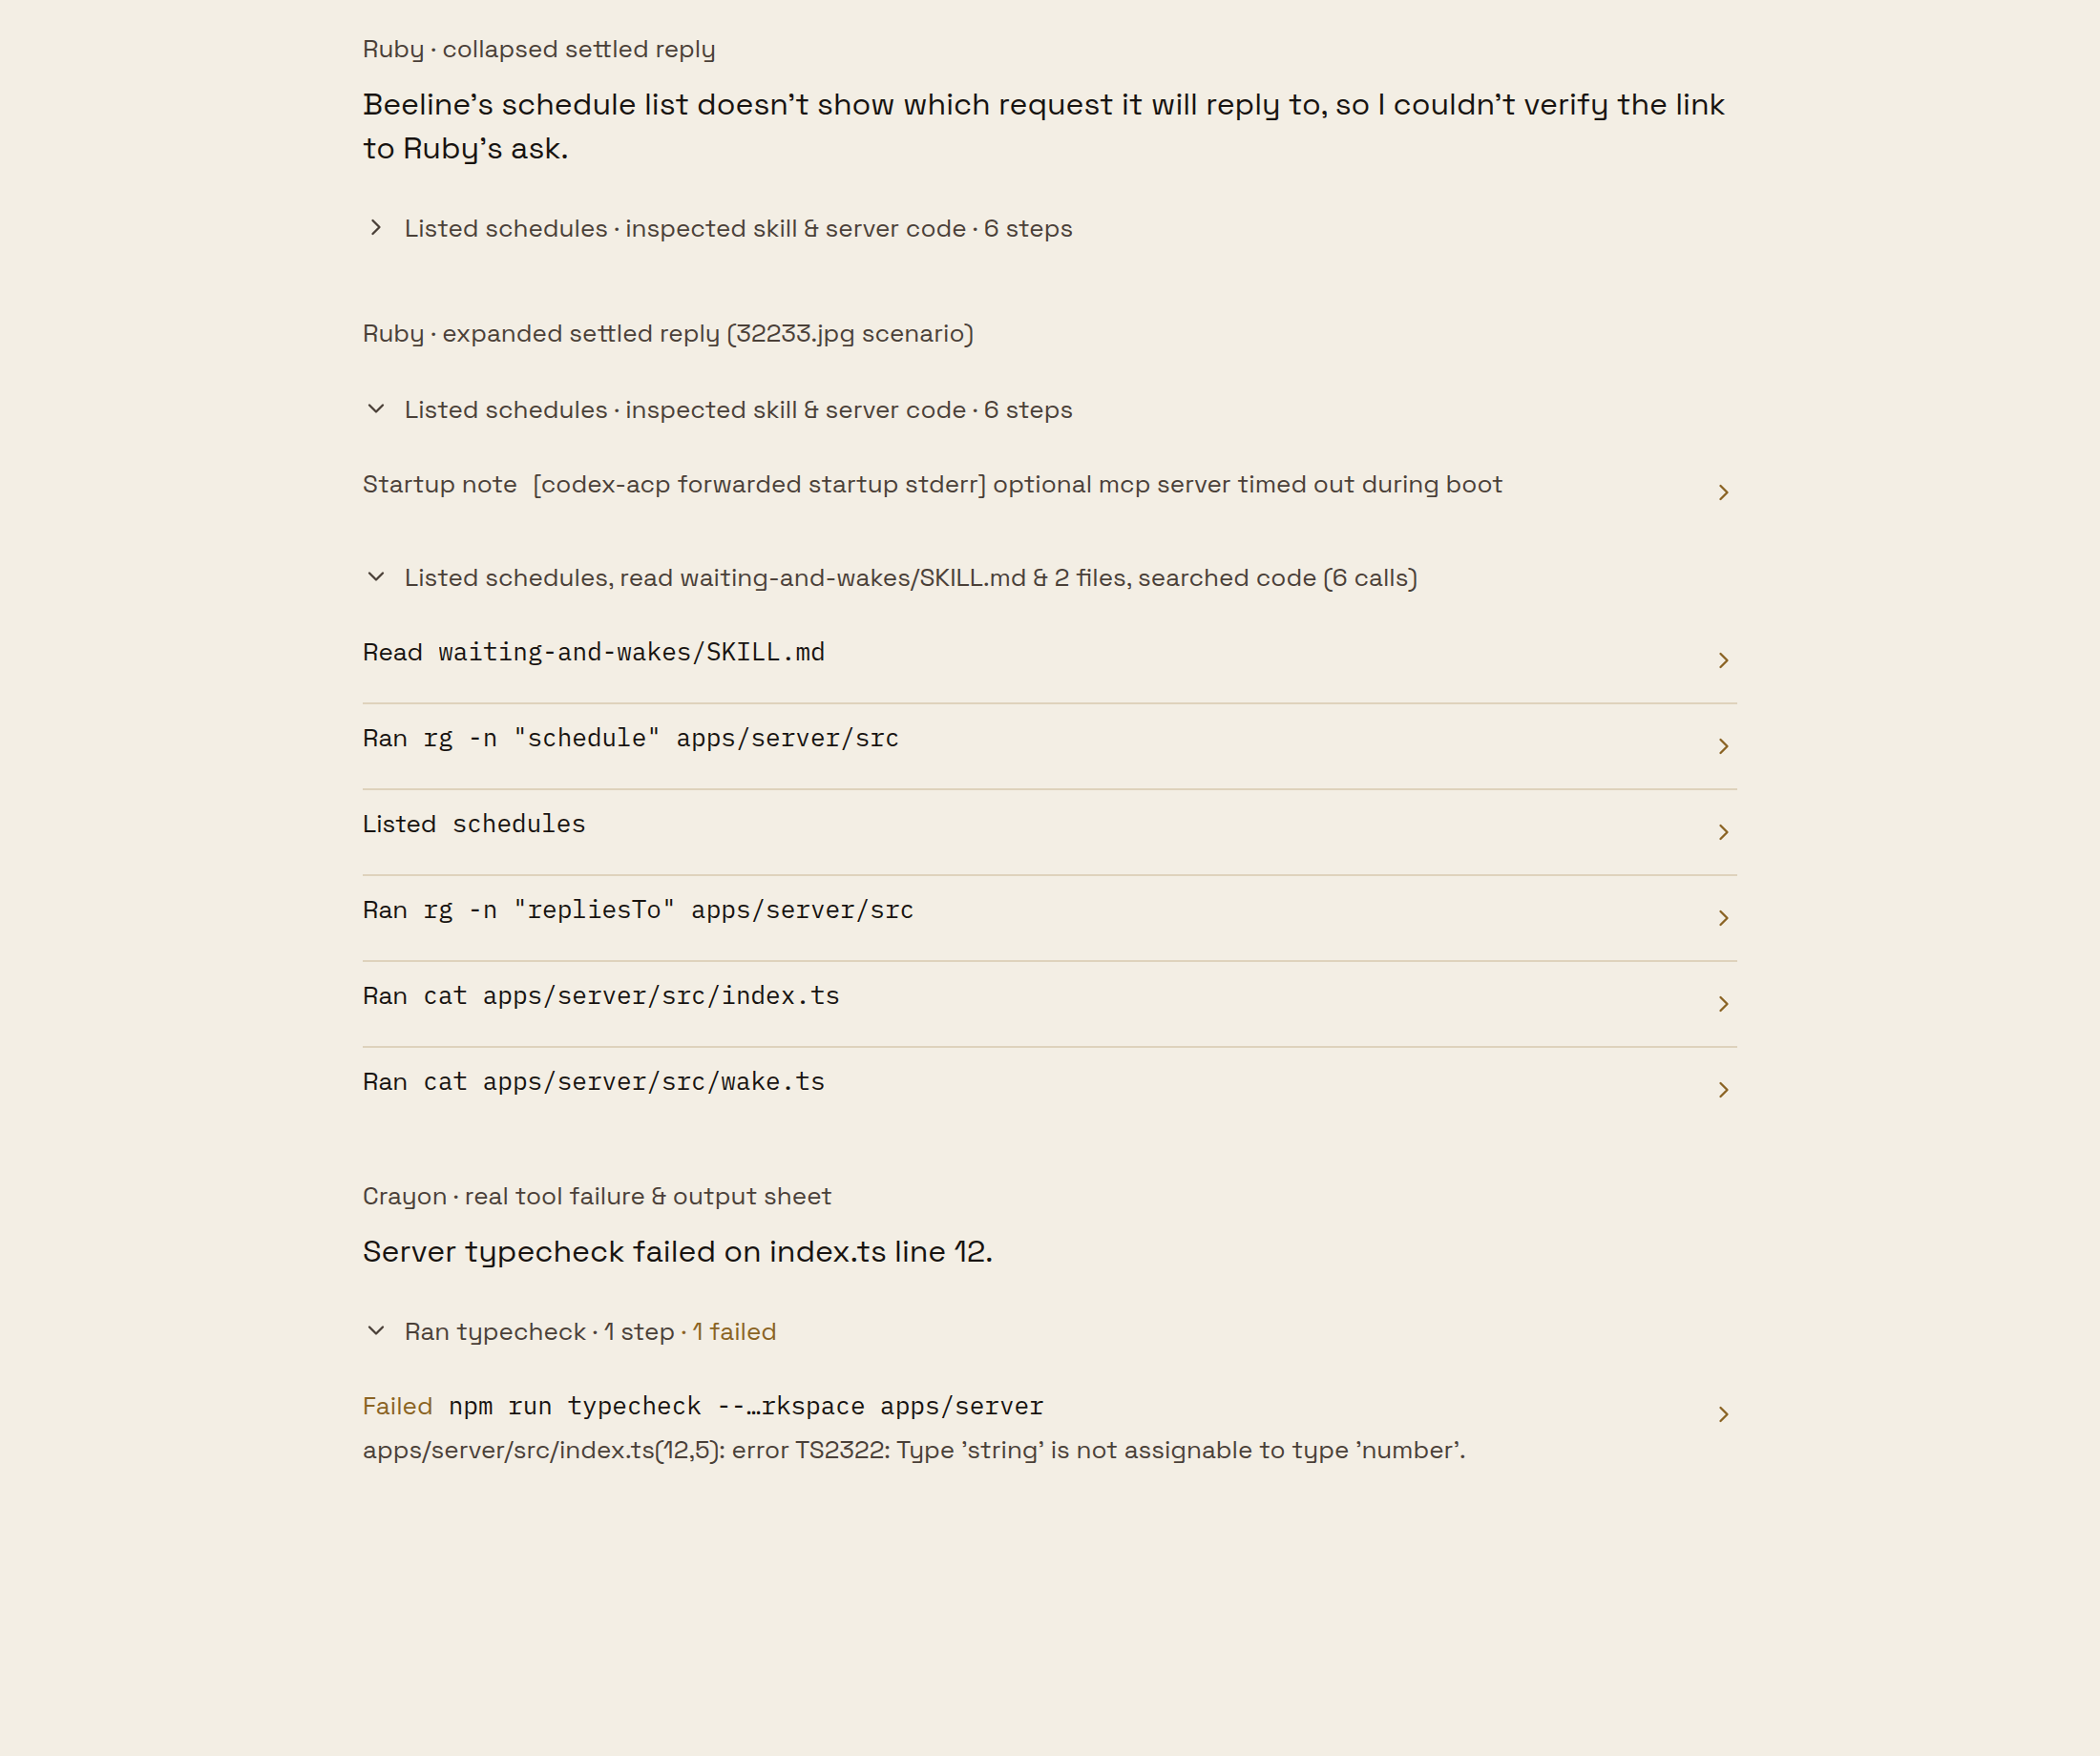 Ruby · collapsed settled reply
Beeline’s schedule list doesn’t show which request it will reply to, so I couldn’t verify the link
to Ruby’s ask.
Listed schedules · inspected skill & server code · 6 steps
Ruby · expanded settled reply (32233.jpg scenario)
Listed schedules · inspected skill & server code · 6 steps
Startup note [codex-acp forwarded startup stderr] optional mcp server timed out during boot
Listed schedules, read waiting-and-wakes/SKILL.md & 2 files, searched code (6 calls)
Read waiting-and-wakes/SKILL.md
Ran rg -n "schedule" apps/server/src
Listed schedules
Ran rg -n "repliesTo" apps/server/src
Ran cat apps/server/src/index.ts
Ran cat apps/server/src/wake.ts
Crayon · real tool failure & output sheet
Server typecheck failed on index.ts line 12.
Ran typecheck · 1 step · 1 failed
Failed npm run typecheck --…rkspace apps/server
apps/server/src/index.ts(12,5): error TS2322: Type 'string' is not assignable to type 'number'.